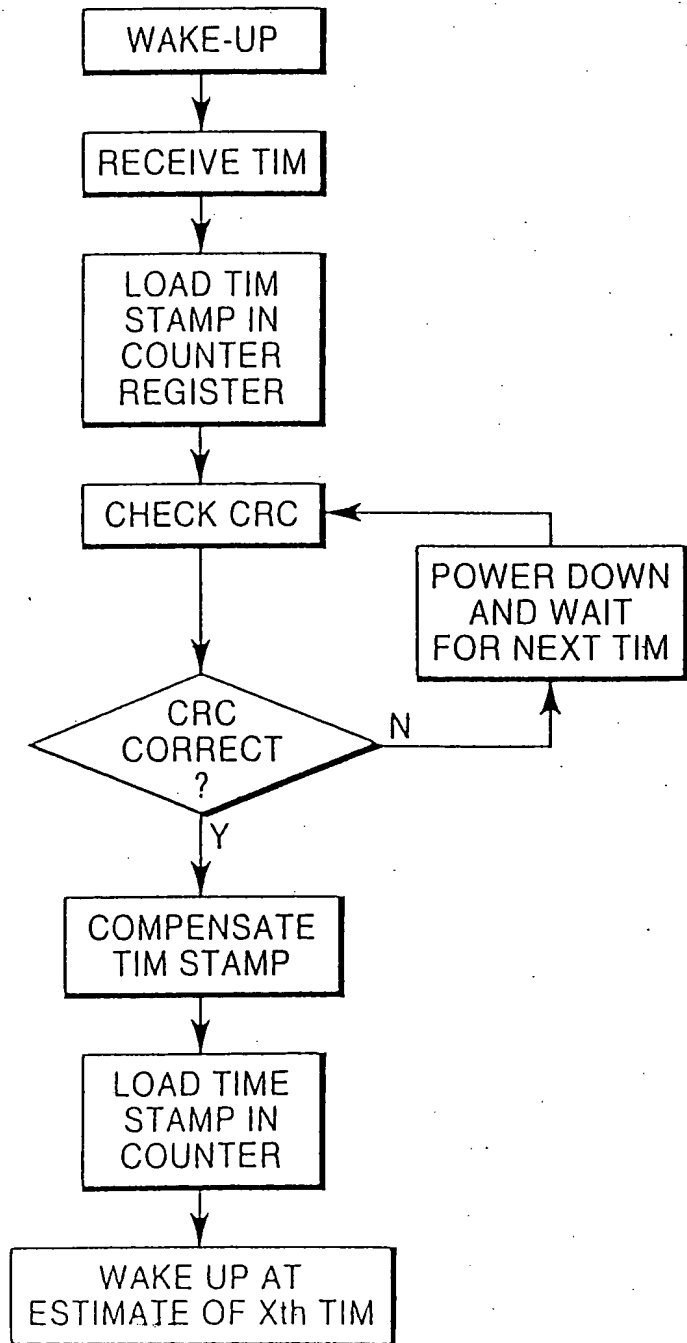 WAKE-UP
RECEIVE TIM
LOAD TIM
STAMP IN
COUNTER
REGISTER
CHECK CRC
POWER DOWN
AND WAIT
FOR NEXT TIM
CRC
CORRECT
?
N
Y
COMPENSATE
TIM STAMP
LOAD TIME
STAMP IN
COUNTER
WAKE UP AT
ESTIMATE OF Xth TIM